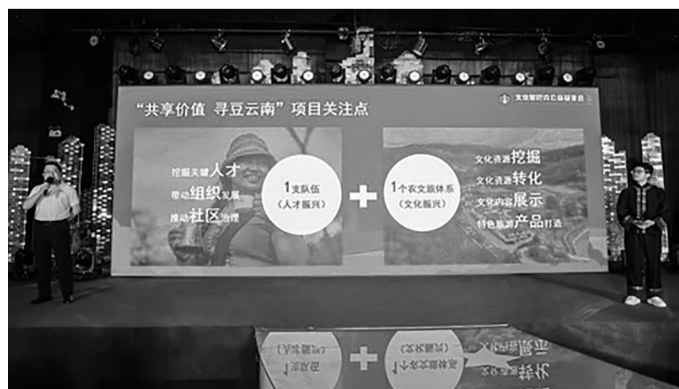 “共享价值 寻豆云南”项目关注点
挖掘关键人才
带动组织发展
推动社区治理
1支队伍
（人才振兴）
+
1个农文旅体系
（文化振兴）
文化资源挖掘
文化资源转化
文化内容展示
特色旅游产品打造